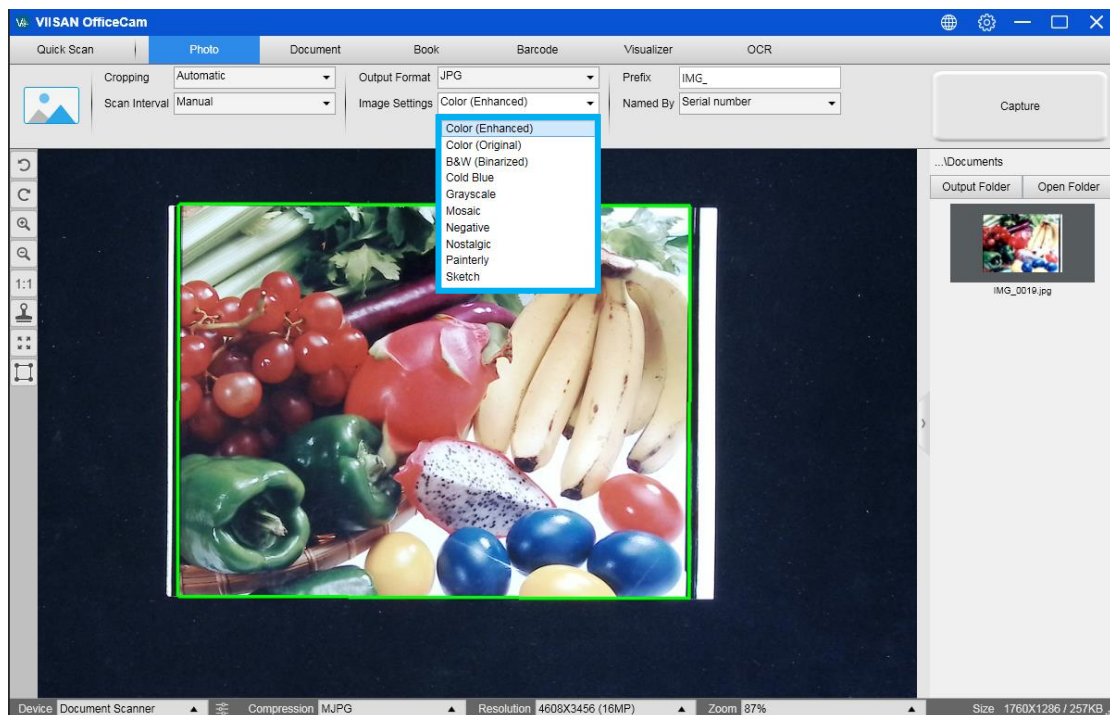 VIISAN OfficeCam
Quick Scan Photo Document Book Barcode Visualizer OCR
Cropping Automatic Output Format JPG Prefix IMG_
Scan Interval Manual Image Settings Color (Enhanced) Named By Serial number
Capture
Color (Enhanced)
Color (Original)
B&W (Binarized)
Cold Blue
Grayscale
Mosaic
Negative
Nostalgic
Painterly
Sketch
1:1
...\Documents
Output Folder Open Folder
IMG_0019.jpg
Device Document Scanner Compression MJPG Resolution 4608X3456 (16MP) Zoom 87% Size 1760X1286 / 257KB